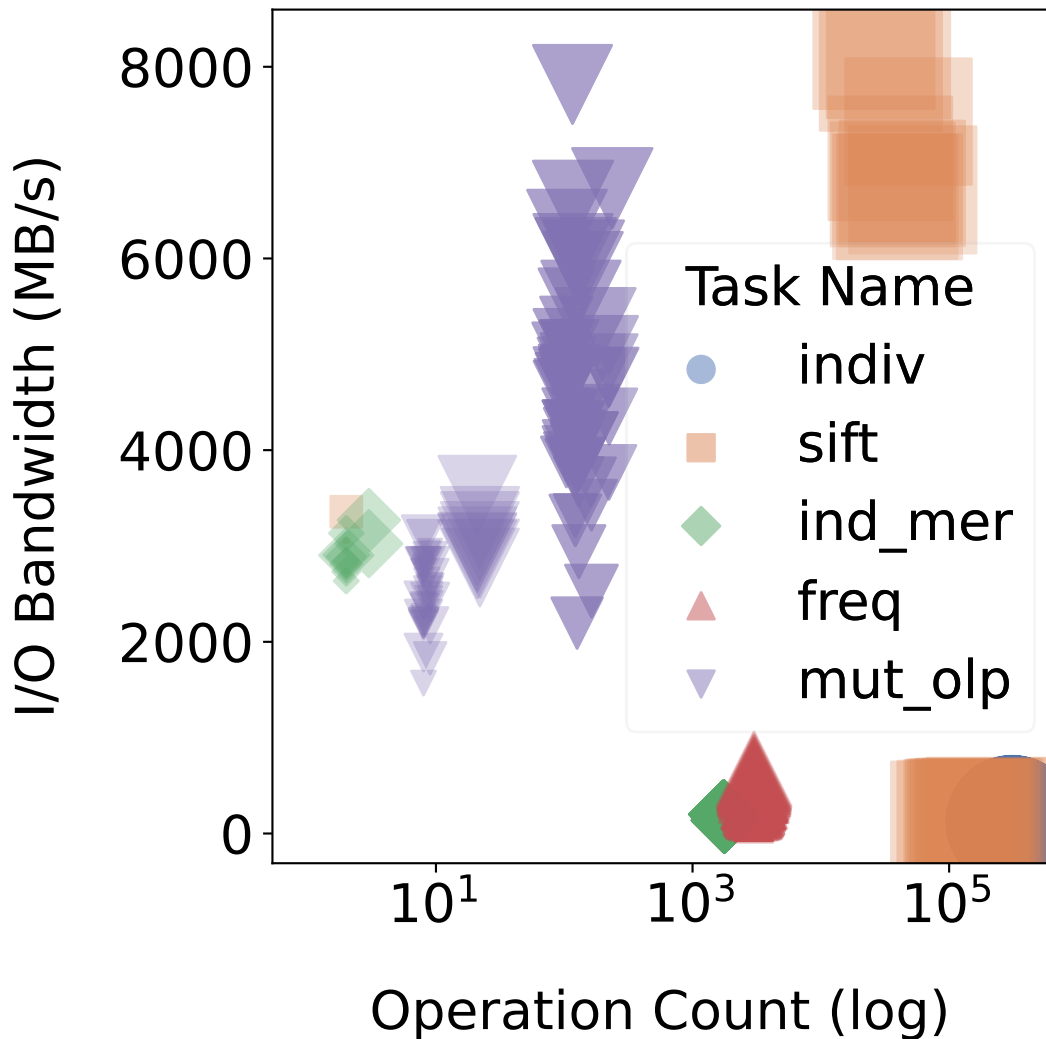 I/O Bandwidth (MB/s)
8000
6000
4000
2000
0
Task Name
indiv
sift
ind_mer
freq
mut_olp
10¹
10³
10⁵
Operation Count (log)